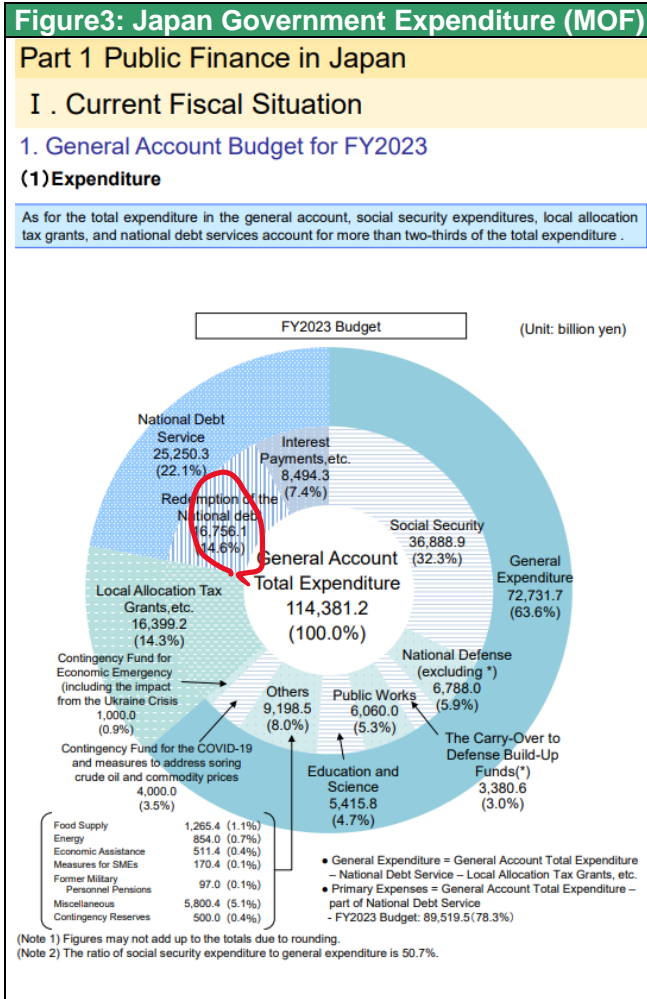 Figure3: Japan Government Expenditure (MOF)
Part 1 Public Finance in Japan
Ⅰ. Current Fiscal Situation
1. General Account Budget for FY2023
(1)Expenditure
As for the total expenditure in the general account, social security expenditures, local allocation
tax grants, and national debt services account for more than two-thirds of the total expenditure .
FY2023 Budget
(Unit: billion yen)
National Debt
Service
25,250.3
(22.1%)
Interest
Payments,etc.
8,494.3
(7.4%)
Redemption of the
National debt
16,756.1
(14.6%)
Social Security
36,888.9
(32.3%)
General
Expenditure
72,731.7
(63.6%)
General Account
Total Expenditure
114,381.2
(100.0%)
Local Allocation Tax
Grants,etc.
16,399.2
(14.3%)
National Defense
(excluding *)
6,788.0
(5.9%)
Contingency Fund for
Economic Emergency
(including the impact
from the Ukraine Crisis
1,000.0
(0.9%)
Others
9,198.5
(8.0%)
Public Works
6,060.0
(5.3%)
The Carry-Over to
Defense Build-Up
Funds(*)
3,380.6
(3.0%)
Contingency Fund for the COVID-19
and measures to address soring
crude oil and commodity prices
4,000.0
(3.5%)
Education and
Science
5,415.8
(4.7%)
Food Supply 1,265.4 (1.1%)
Energy 854.0 (0.7%)
Economic Assistance 511.4 (0.4%)
Measures for SMEs 170.4 (0.1%)
Former Military
Personnel Pensions 97.0 (0.1%)
Miscellaneous 5,800.4 (5.1%)
Contingency Reserves 500.0 (0.4%)
● General Expenditure = General Account Total Expenditure
– National Debt Service – Local Allocation Tax Grants, etc.
● Primary Expenses = General Account Total Expenditure –
part of National Debt Service
- FY2023 Budget: 89,519.5(78.3%)
(Note 1) Figures may not add up to the totals due to rounding.
(Note 2) The ratio of social security expenditure to general expenditure is 50.7%.